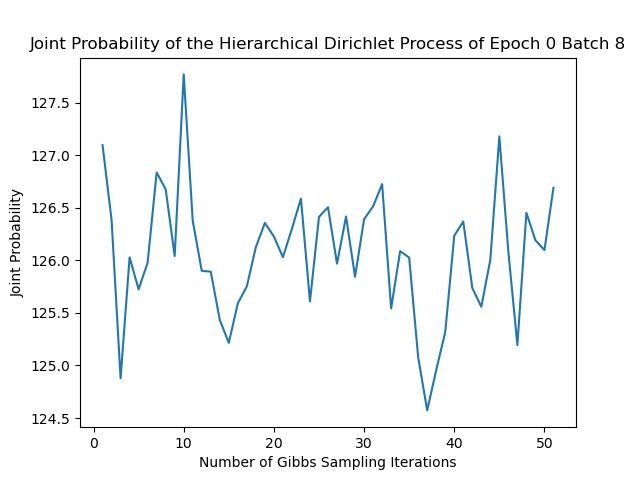 Joint Probability of the Hierarchical Dirichlet Process of Epoch 0 Batch 8
127.5
127.0
126.5
126.0
125.5
125.0
124.5
Joint Probability
0 10 20 30 40 50
Number of Gibbs Sampling Iterations